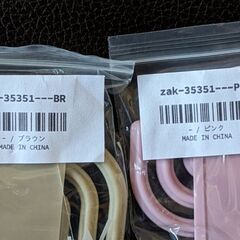 -35351---BR
- / ブラウン
MADE IN CHINA
zak-35351---P
- / ピンク
MADE IN CHINA